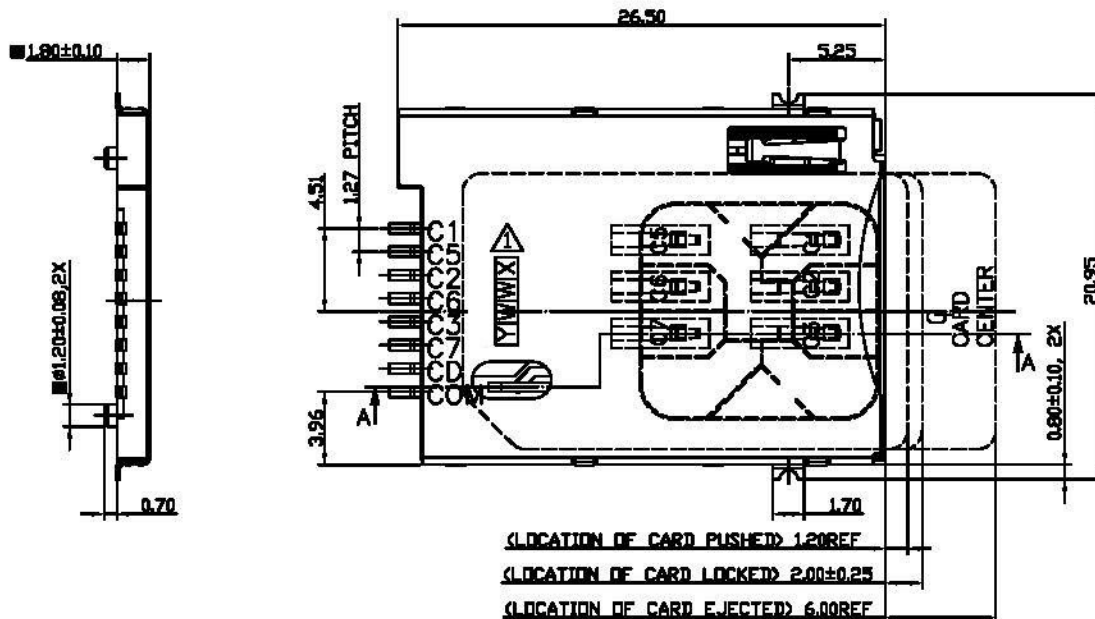 26.50
■1.80±0.10
5.25
1.27 PITCH
4.51
20.95
C1
C5
C2
C6
C3
C7
CD
COM
1
Y|W|W|X
C5
C6
C7
CARD
CENTER
A
A
■ø1.20±0.08,2X
3.96
0.80±0.10, 2X
0.70
1.70
(LOCATION OF CARD PUSHED) 1.20REF
(LOCATION OF CARD LOCKED) 2.00±0.25
(LOCATION OF CARD EJECTED) 6.00REF